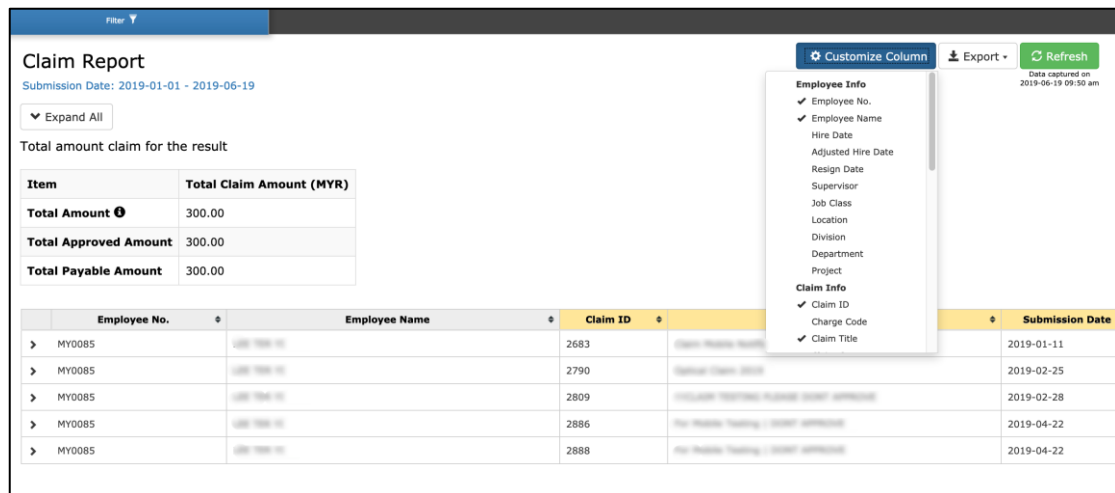 Filter
Claim Report
Customize Column
Export
Refresh
Submission Date: 2019-01-01 - 2019-06-19
Data captured on
2019-06-19 09:50 am
Expand All
Total amount claim for the result
Item Total Claim Amount (MYR)
Total Amount 300.00
Total Approved Amount 300.00
Total Payable Amount 300.00
Employee Info
Employee No.
Employee Name
Hire Date
Adjusted Hire Date
Resign Date
Supervisor
Job Class
Location
Division
Department
Project
Claim Info
Claim ID
Charge Code
Claim Title
Employee No. Employee Name Claim ID Submission Date
MY0085 2683 2019-01-11
MY0085 2790 2019-02-25
MY0085 2809 2019-02-28
MY0085 2886 2019-04-22
MY0085 2888 2019-04-22